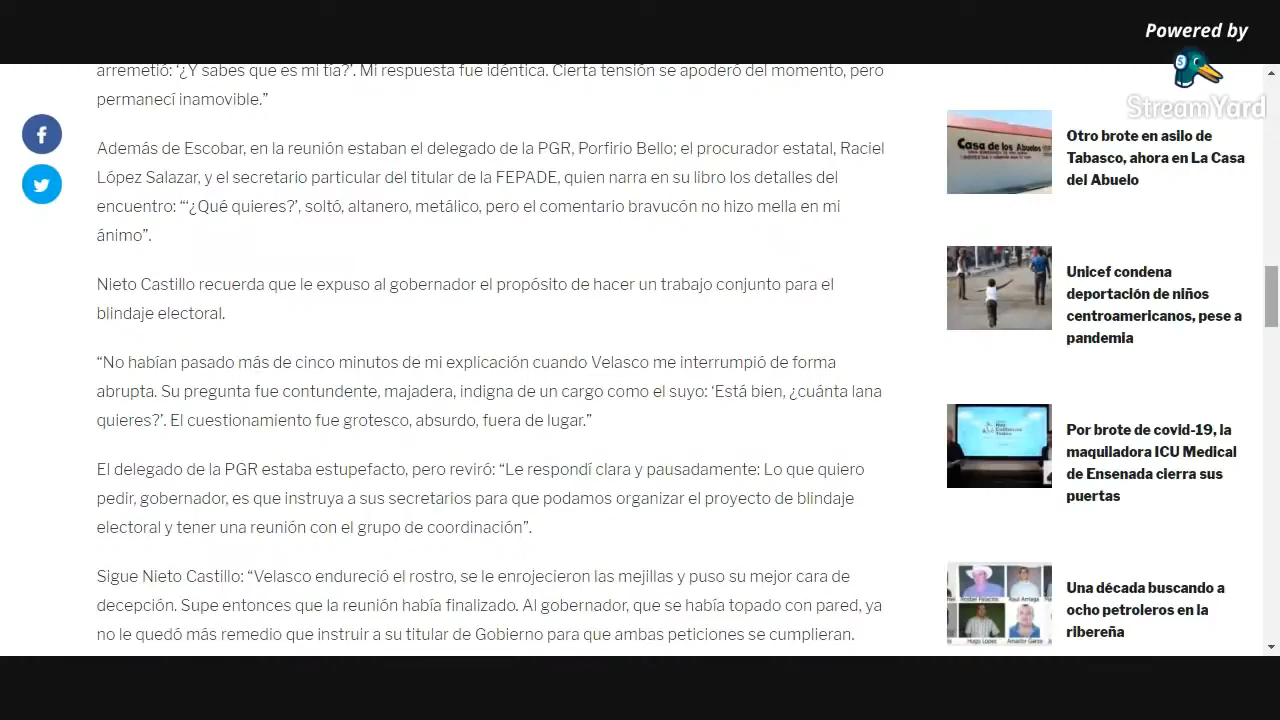 Powered by
StreamYard
arremetió: ‘¿Y sabes que es mi tía?’. Mi respuesta fue idéntica. Cierta tensión se apoderó del momento, pero
permanecí inamovible.”
Además de Escobar, en la reunión estaban el delegado de la PGR, Porfirio Bello; el procurador estatal, Raciel
López Salazar, y el secretario particular del titular de la FEPADE, quien narra en su libro los detalles del
encuentro: “‘¿Qué quieres?’, soltó, altanero, metálico, pero el comentario bravucón no hizo mella en mi
ánimo”.
Nieto Castillo recuerda que le expuso al gobernador el propósito de hacer un trabajo conjunto para el
blindaje electoral.
“No habían pasado más de cinco minutos de mi explicación cuando Velasco me interrumpió de forma
abrupta. Su pregunta fue contundente, majadera, indigna de un cargo como el suyo: ‘Está bien, ¿cuánta lana
quieres?’. El cuestionamiento fue grotesco, absurdo, fuera de lugar.”
El delegado de la PGR estaba estupefacto, pero reviró: “Le respondí clara y pausadamente: Lo que quiero
pedir, gobernador, es que instruya a sus secretarios para que podamos organizar el proyecto de blindaje
electoral y tener una reunión con el grupo de coordinación”.
Sigue Nieto Castillo: “Velasco endureció el rostro, se le enrojecieron las mejillas y puso su mejor cara de
decepción. Supe entonces que la reunión había finalizado. Al gobernador, que se había topado con pared, ya
no le quedó más remedio que instruir a su titular de Gobierno para que ambas peticiones se cumplieran.
Casa de los Abuelos
Otro brote en asilo de
Tabasco, ahora en La Casa
del Abuelo
Unicef condena
deportación de niños
centroamericanos, pese a
pandemia
Por brote de covid-19, la
maquiladora ICU Medical
de Ensenada cierra sus
puertas
Una década buscando a
ocho petroleros en la
ribereña